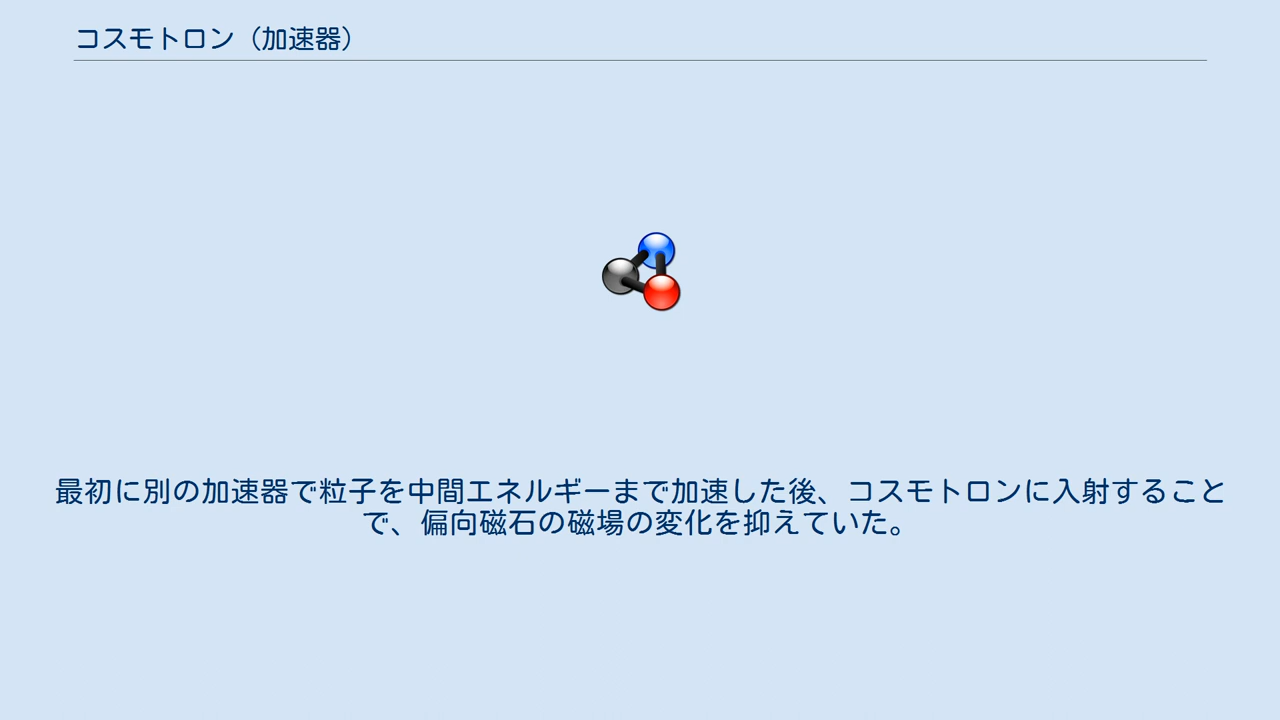 コスモトロン（加速器）
最初に別の加速器で粒子を中間エネルギーまで加速した後、コスモトロンに入射すること
で、偏向磁石の磁場の変化を抑えていた。